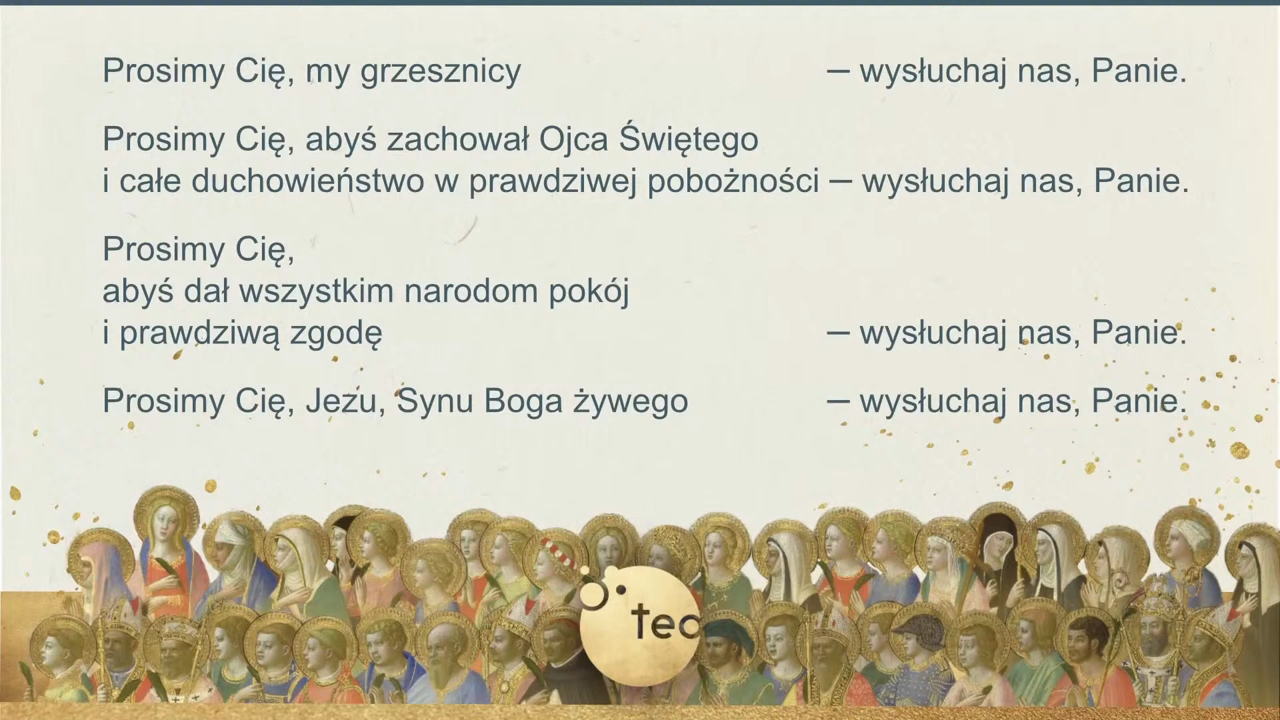 Prosimy Cię, my grzesznicy – wysłuchaj nas, Panie.
Prosimy Cię, abyś zachował Ojca Świętego
i całe duchowieństwo w prawdziwej pobożności – wysłuchaj nas, Panie.
Prosimy Cię,
abyś dał wszystkim narodom pokój
i prawdziwą zgodę – wysłuchaj nas, Panie.
Prosimy Cię, Jezu, Synu Boga żywego – wysłuchaj nas, Panie.